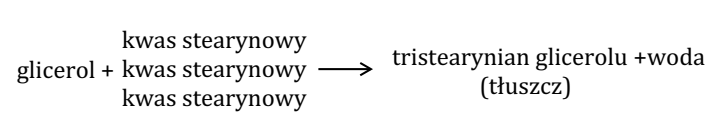 kwas stearynowy
glicerol + kwas stearynowy ⟶ tristearynian glicerolu +woda
kwas stearynowy
(tłuszcz)